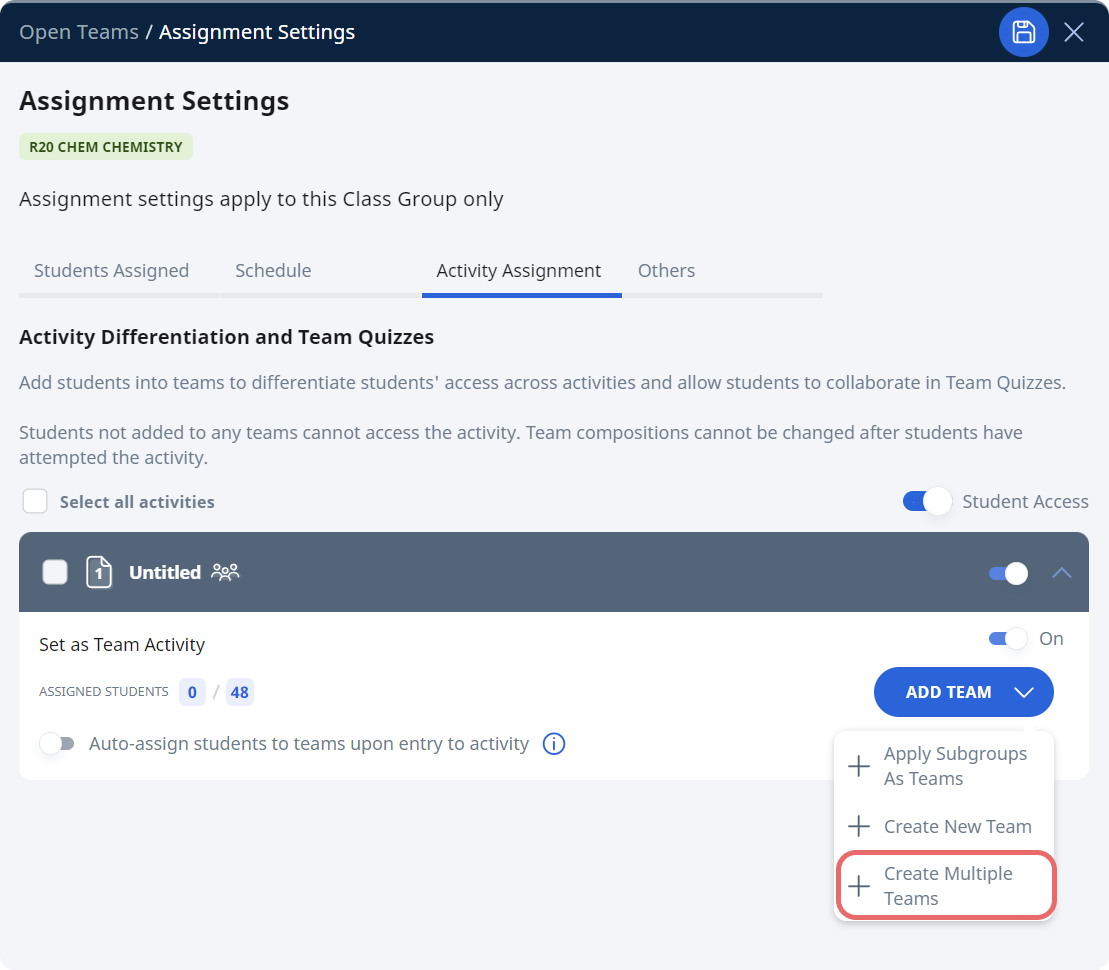 Open Teams / Assignment Settings
Assignment Settings
R20 CHEM CHEMISTRY
Assignment settings apply to this Class Group only
Students Assigned Schedule Activity Assignment Others
Activity Differentiation and Team Quizzes
Add students into teams to differentiate students' access across activities and allow students to collaborate in Team Quizzes.
Students not added to any teams cannot access the activity. Team compositions cannot be changed after students have
attempted the activity.
Select all activities Student Access
1 Untitled
Set as Team Activity On
ASSIGNED STUDENTS 0 / 48 ADD TEAM
Auto-assign students to teams upon entry to activity
Apply Subgroups
As Teams
Create New Team
Create Multiple
Teams